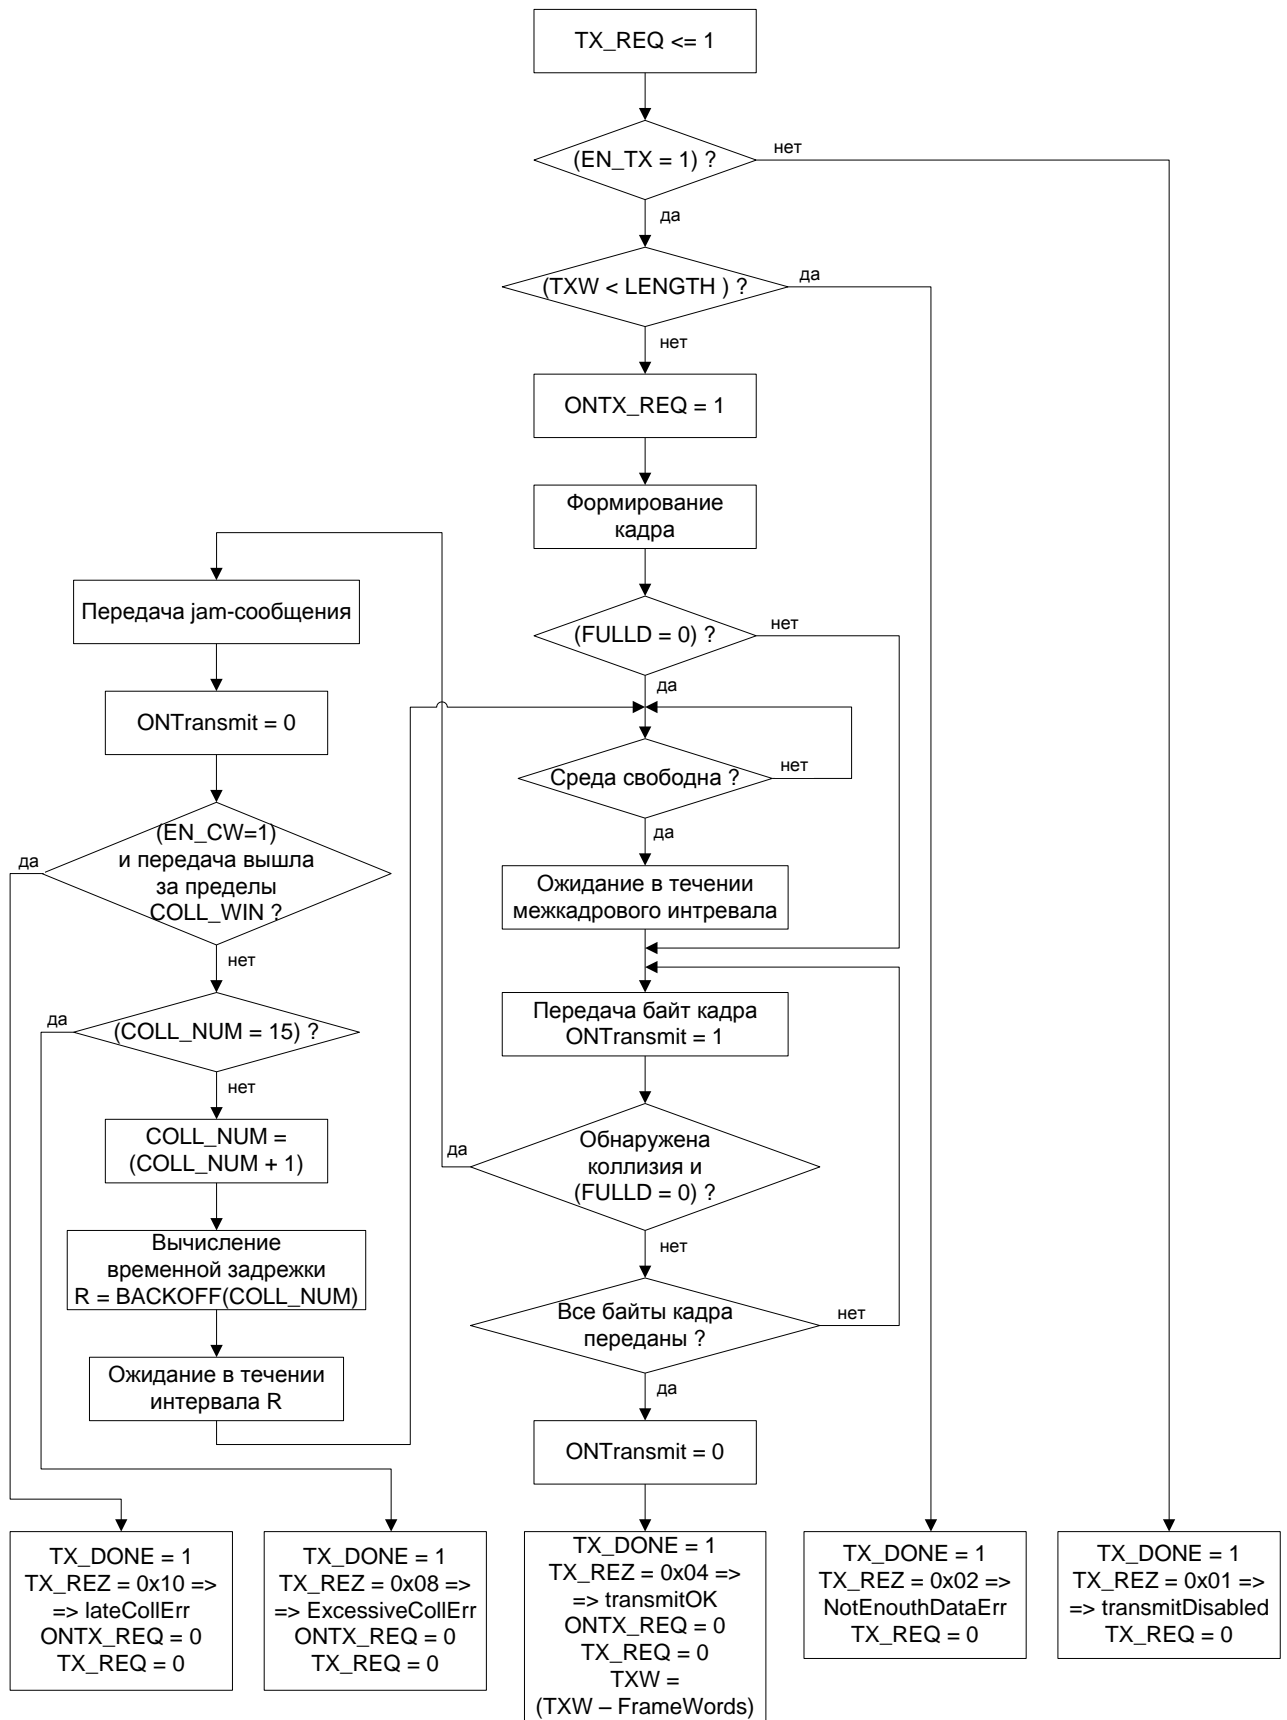 TX_REQ <= 1
(EN_TX = 1) ?
нет
да
(TXW < LENGTH ) ?
да
нет
ONTX_REQ = 1
Формирование
кадра
(FULLD = 0) ?
нет
да
Среда свободна ?
нет
да
Ожидание в течении
межкадрового интревала
Передача байт кадра
ONTransmit = 1
Обнаружена
коллизия и
(FULLD = 0) ?
да
нет
Все байты кадра
переданы ?
нет
да
ONTransmit = 0
Передача jam-сообщения
ONTransmit = 0
(EN_CW=1)
и передача вышла
за пределы
COLL_WIN ?
да
нет
(COLL_NUM = 15) ?
да
нет
COLL_NUM =
(COLL_NUM + 1)
Вычисление
временной задрежки
R = BACKOFF(COLL_NUM)
Ожидание в течении
интервала R
TX_DONE = 1
TX_REZ = 0x10 =>
=> lateCollErr
ONTX_REQ = 0
TX_REQ = 0
TX_DONE = 1
TX_REZ = 0x08 =>
=> ExcessiveCollErr
ONTX_REQ = 0
TX_REQ = 0
TX_DONE = 1
TX_REZ = 0x04 =>
=> transmitOK
ONTX_REQ = 0
TX_REQ = 0
TXW =
(TXW – FrameWords)
TX_DONE = 1
TX_REZ = 0x02 =>
NotEnouthDataErr
TX_REQ = 0
TX_DONE = 1
TX_REZ = 0x01 =>
=> transmitDisabled
TX_REQ = 0